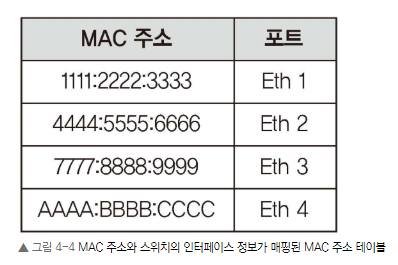 MAC 주소 포트
1111:2222:3333 Eth 1
4444:5555:6666 Eth 2
7777:8888:9999 Eth 3
AAAA:BBBB:CCCC Eth 4
▲ 그림 4-4 MAC 주소와 스위치의 인터페이스 정보가 매핑된 MAC 주소 테이블